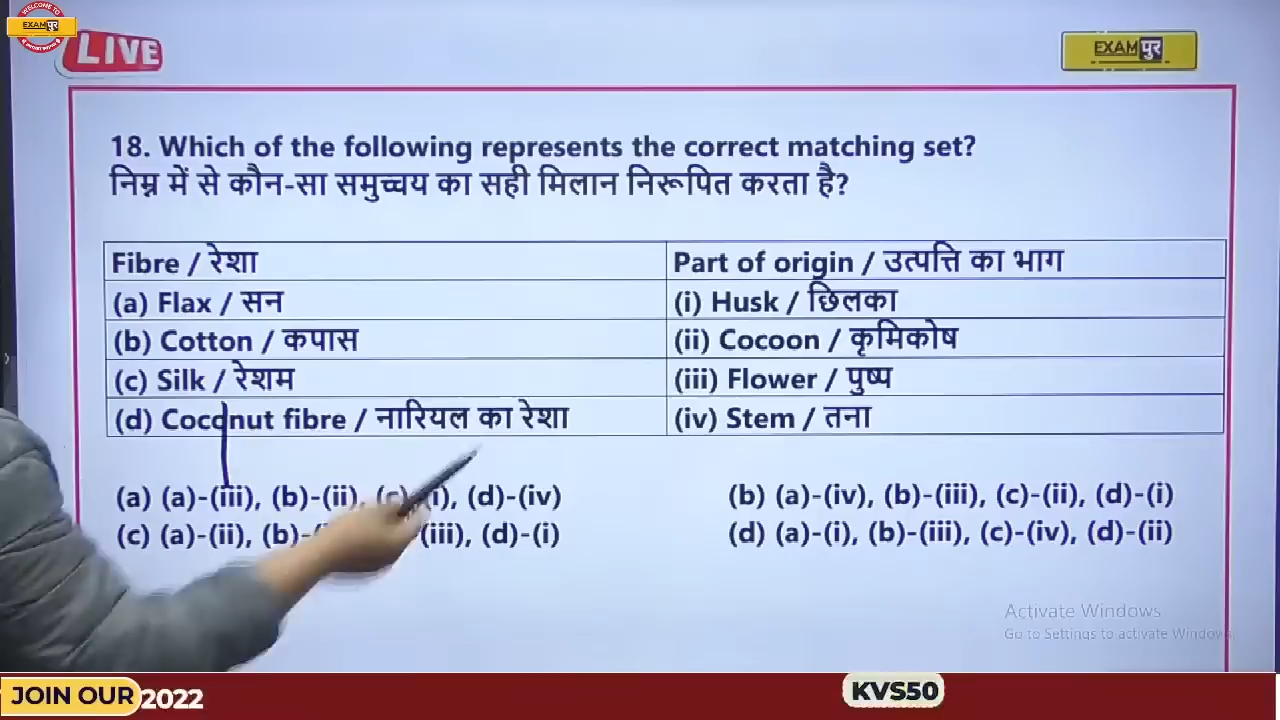 WELCOME TO
EXAMपुर
LIVE
EXAMपुर
18. Which of the following represents the correct matching set?
निम्न में से कौन-सा समुच्चय का सही मिलान निरूपित करता है?
Fibre / रेशा
Part of origin / उत्पत्ति का भाग
(a) Flax / सन
(i) Husk / छिलका
(b) Cotton / कपास
(ii) Cocoon / कृमिकोष
(c) Silk / रेशम
(iii) Flower / पुष्प
(d) Coconut fibre / नारियल का रेशा
(iv) Stem / तना
(a) (a)-(iii), (b)-(ii), (c)-(i), (d)-(iv)
(b) (a)-(iv), (b)-(iii), (c)-(ii), (d)-(i)
(c) (a)-(ii), (b)- (iii), (d)-(i)
(d) (a)-(i), (b)-(iii), (c)-(iv), (d)-(ii)
Activate Windows
Go to Settings to activate Windows.
JOIN OUR 2022
KVS50